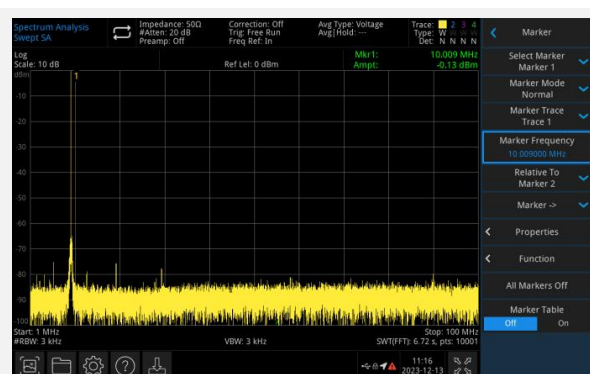 Spectrum Analysis
Swept SA
Impedance: 50Ω
#Atten: 20 dB
Preamp: Off
Correction: Off
Trig: Free Run
Freq Ref: In
Avg Type: Voltage
Avg|Hold: ---
Trace: 1 2 3 4
Type: W W W W
Det: N N N N
Log
Scale: 10 dB
Ref Lel: 0 dBm
Mkr1: 10.009 MHz
Ampt: -0.13 dBm
dBm
1
-10
-20
-30
-40
-50
-60
-70
-80
-90
-100
Start: 1 MHz
Stop: 100 MHz
#RBW: 3 kHz
VBW: 3 kHz
SWT(FFT): 6.72 s, pts: 10001
11:16
2023-12-13
Marker
Select Marker
Marker 1
Marker Mode
Normal
Marker Trace
Trace 1
Marker Frequency
10.009000 MHz
Relative To
Marker 2
Marker ->
Properties
Function
All Markers Off
Marker Table
Off On